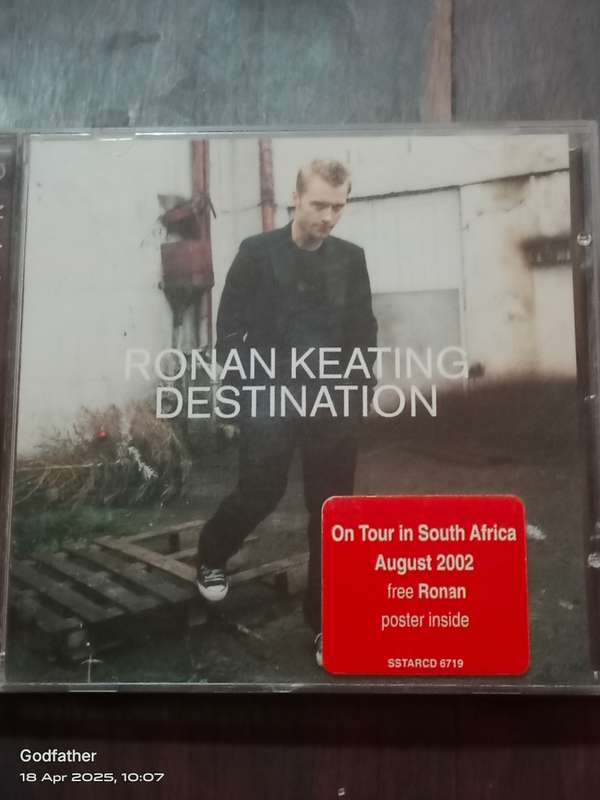 RONAN KEATING
DESTINATION
On Tour in South Africa
August 2002
free Ronan
poster inside
SSTARCD 6719
Godfather
18 Apr 2025, 10:07